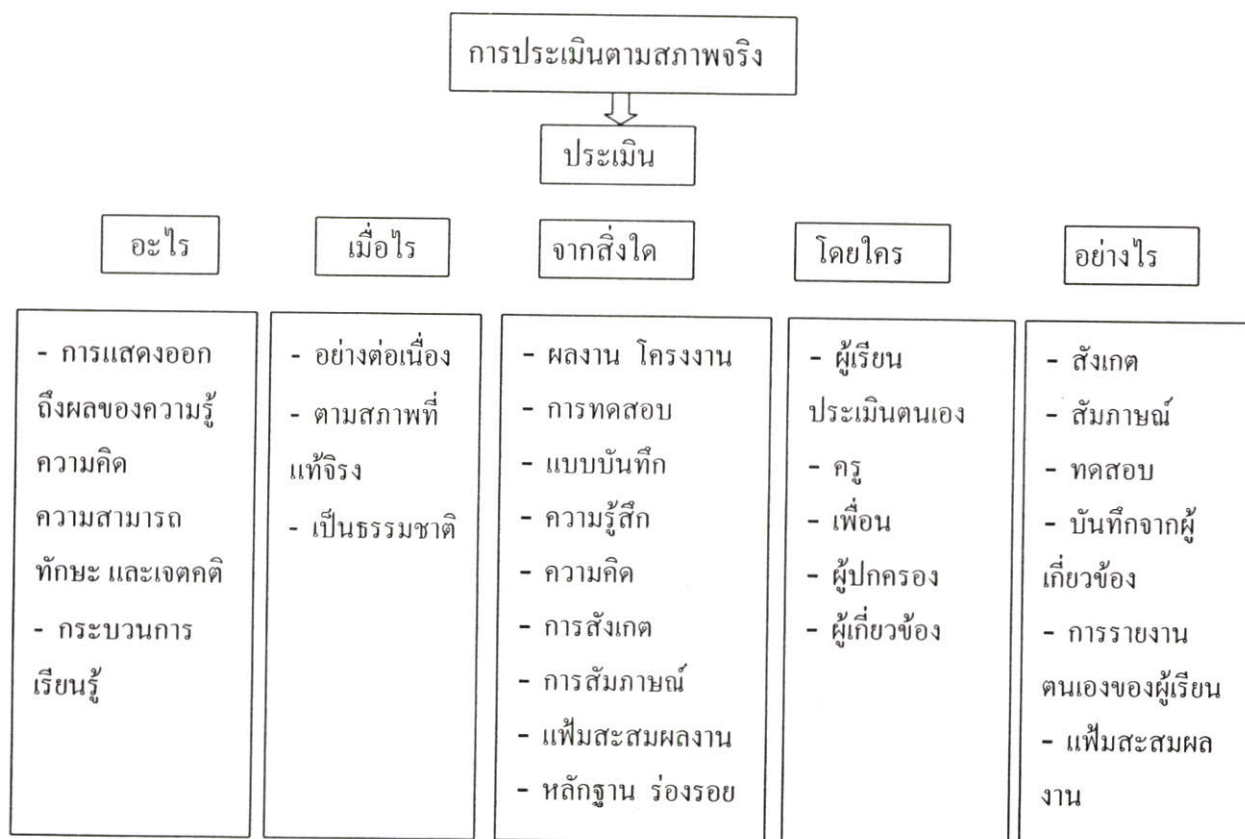 การประเมินตามสภาพจริง
ประเมิน
อะไร
เมื่อไร
จากสิ่งใด
โดยใคร
อย่างไร
- การแสดงออก
ถึงผลของความรู้
ความคิด
ความสามารถ
ทักษะ และเจตคติ
- กระบวนการ
เรียนรู้
- อย่างต่อเนื่อง
- ตามสภาพที่
แท้จิรง
- เป็นธรรมชาติ
- ผลงาน โครงงาน
- การทดสอบ
- แบบบันทึก
- ความรู้สึก
- ความคิด
- การสังเกต
- การสัมภาษณ์
- แฟ้มสะสมผลงาน
- หลักฐาน ร่องรอย
- ผู้เรียน
ประเมินตนเอง
- ครู
- เพื่อน
- ผู้ปกครอง
- ผู้เกี่ยวข้อง
- สังเกต
- สัมภาษณ์
- ทดสอบ
- บันทึกจากผู้
เกี่ยวข้อง
- การรายงาน
ตนเองของผู้เรียน
- แฟ้มสะสมผล
งาน